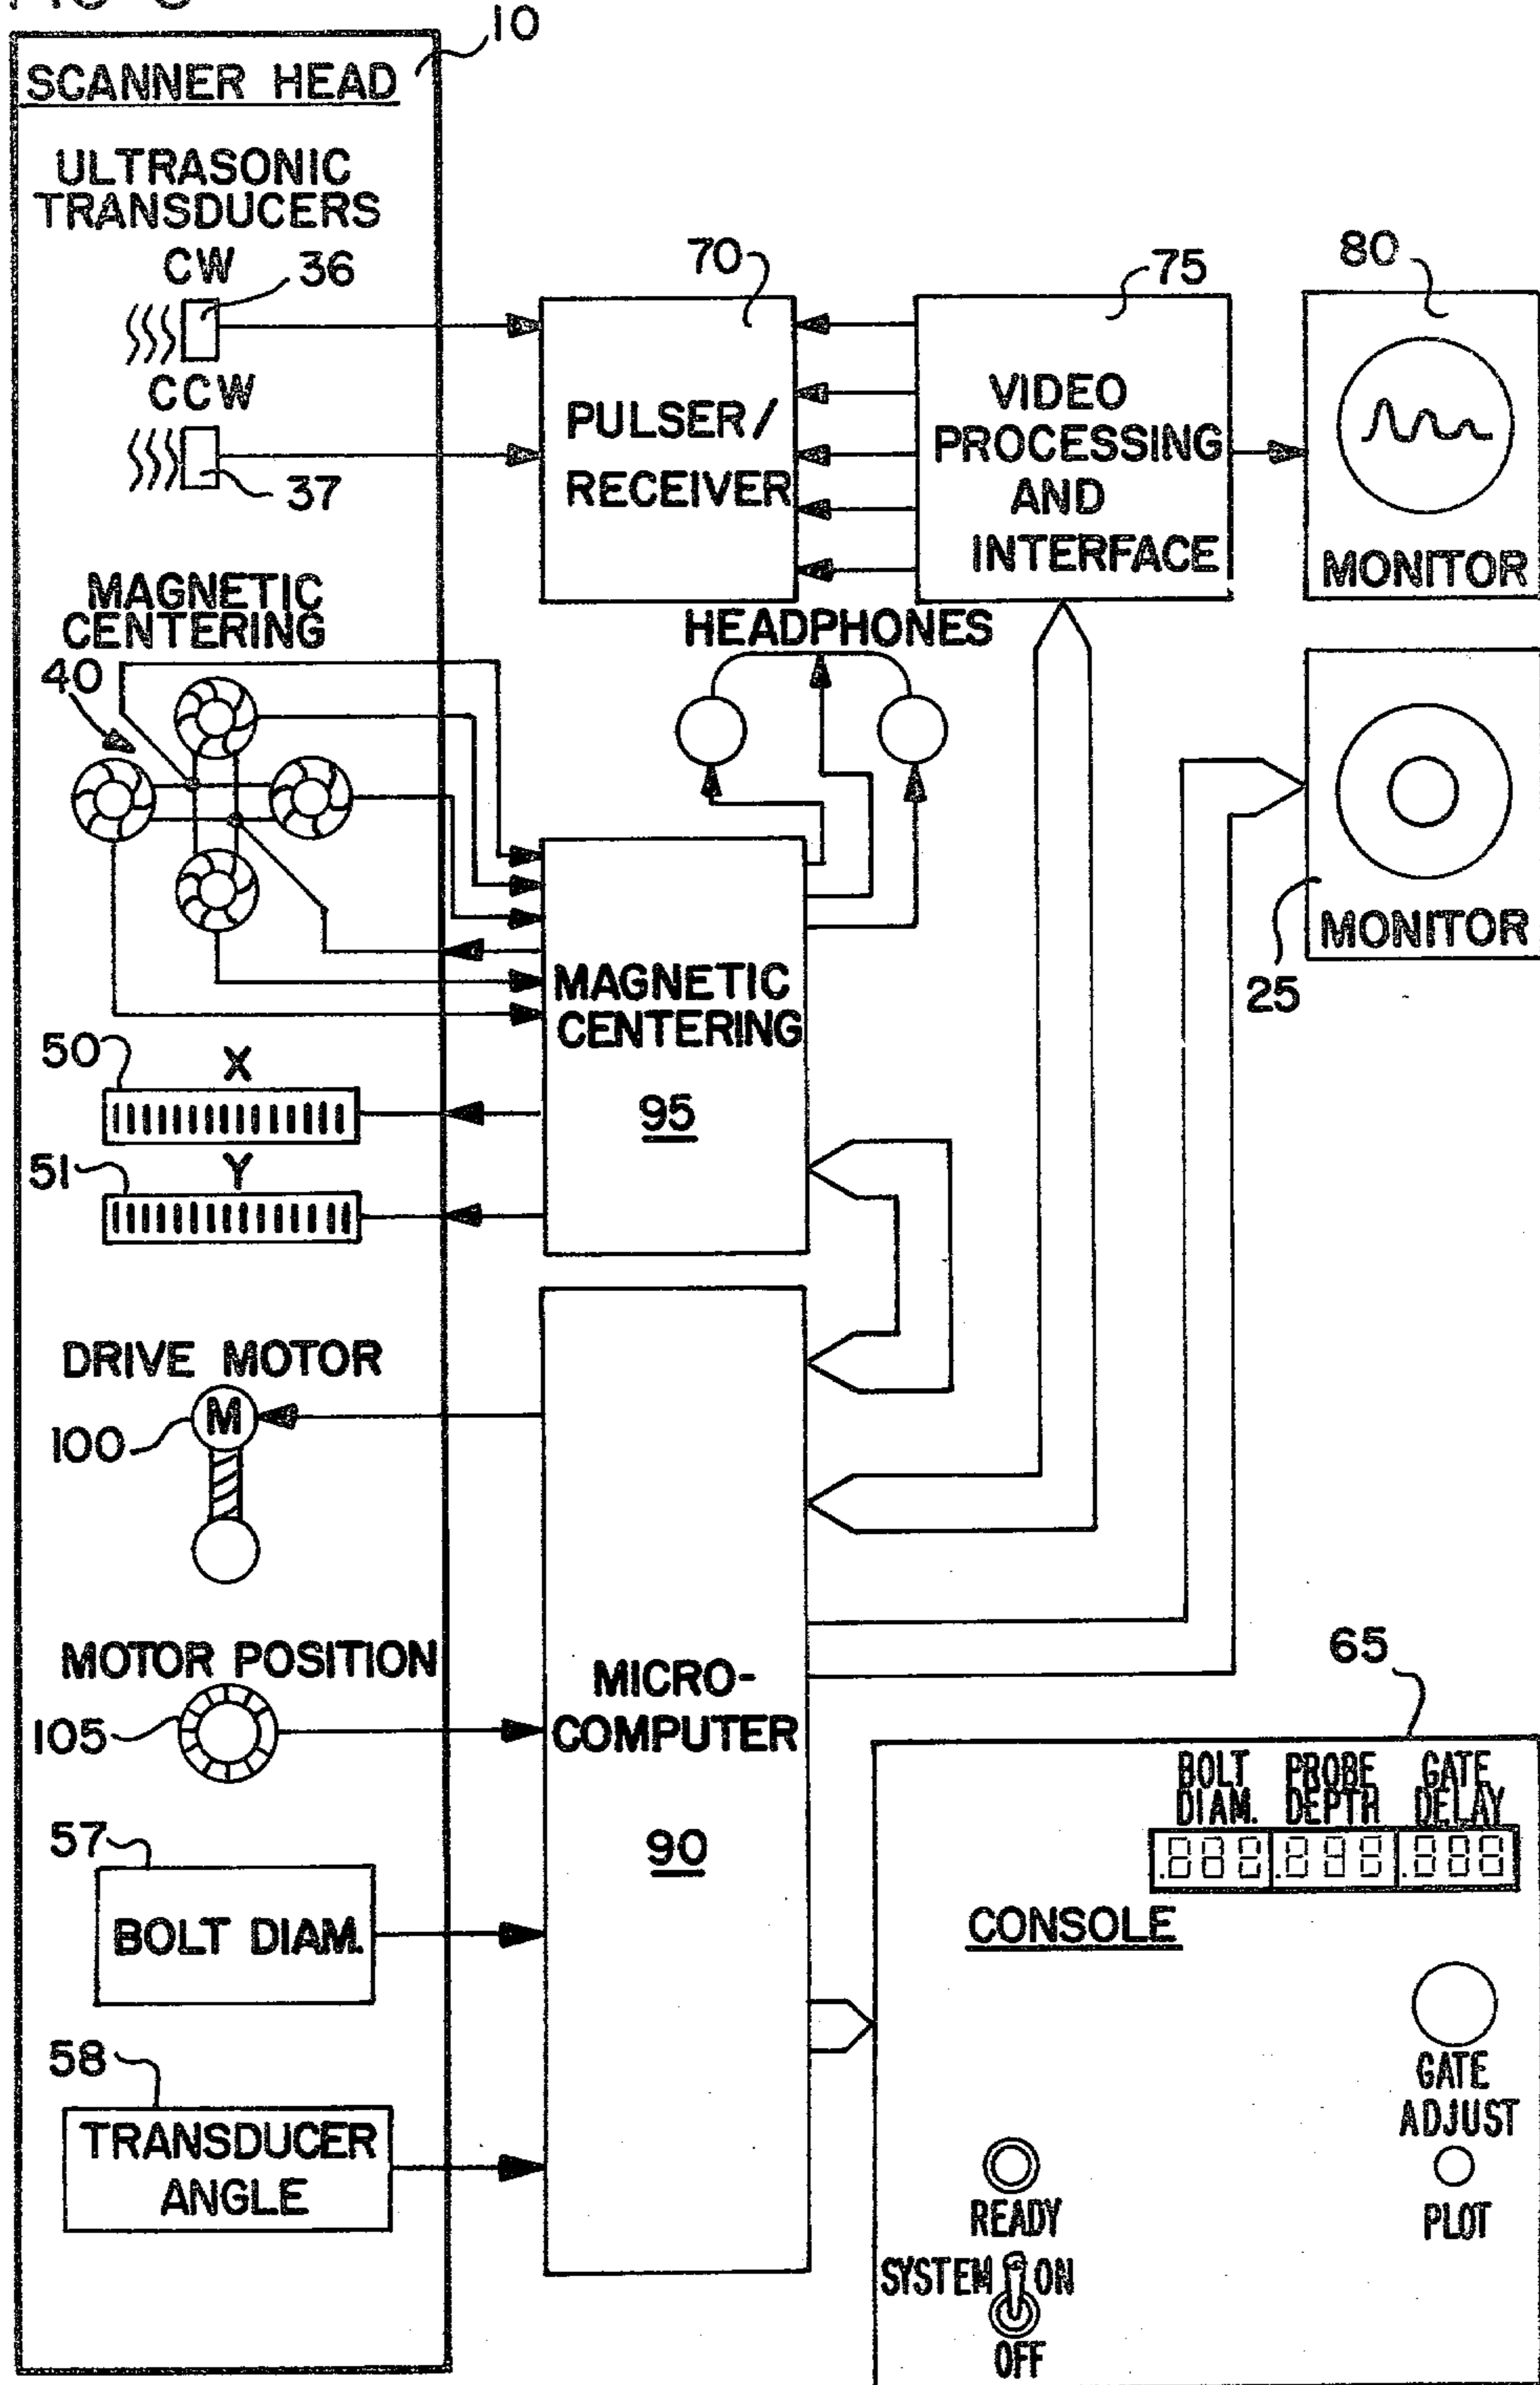 10
SCANNER HEAD
ULTRASONIC
TRANSDUCERS
CW
36
CCW
37
70
PULSER/
RECEIVER
75
VIDEO
PROCESSING
AND
INTERFACE
80
MONITOR
MAGNETIC
CENTERING
40
HEADPHONES
MONITOR
25
MAGNETIC
CENTERING
95
50
X
51
Y
DRIVE MOTOR
M
100
MOTOR POSITION
105
MICRO-
COMPUTER
90
57
BOLT DIAM.
58
TRANSDUCER
ANGLE
65
BOLT
DIAM.
PROBE
DEPTH
GATE
DELAY
CONSOLE
GATE
ADJUST
READY
PLOT
SYSTEM ON
OFF